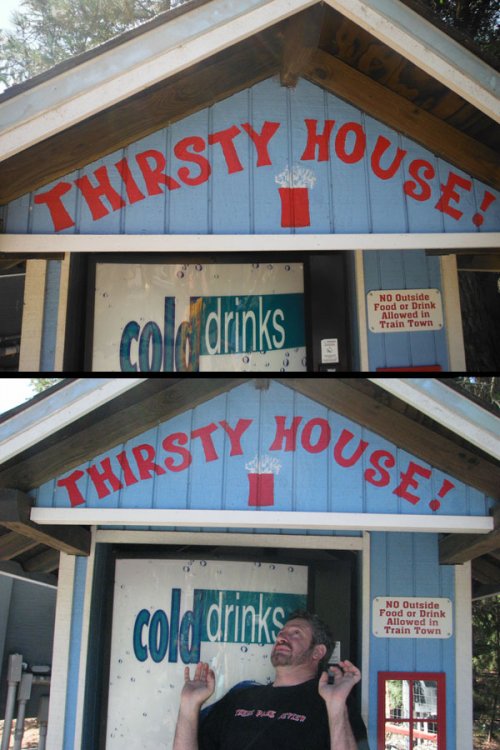 THIRSTY HOUSE!
cold drinks
NO Outside
Food or Drink
Allowed in
Train Town
THIRSTY HOUSE!
cold drinks
NO Outside
Food or Drink
Allowed in
Train Town